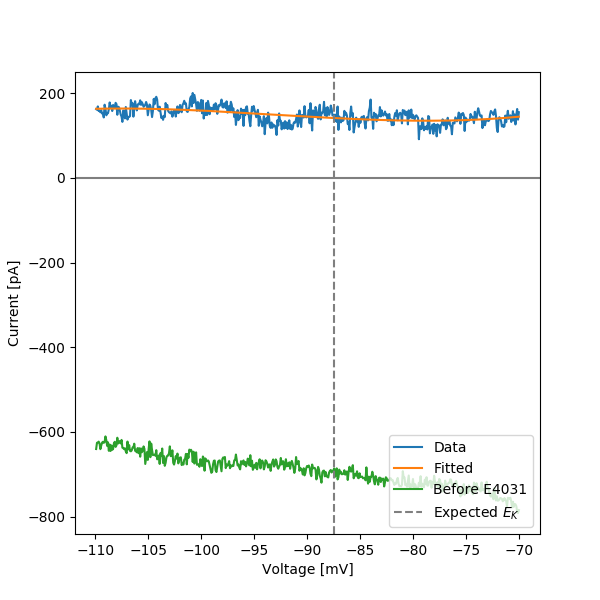 200
0
−200
−400
−600
−800
Current [pA]
Data
Fitted
Before E4031
Expected E_K
−110 −105 −100 −95 −90 −85 −80 −75 −70
Voltage [mV]